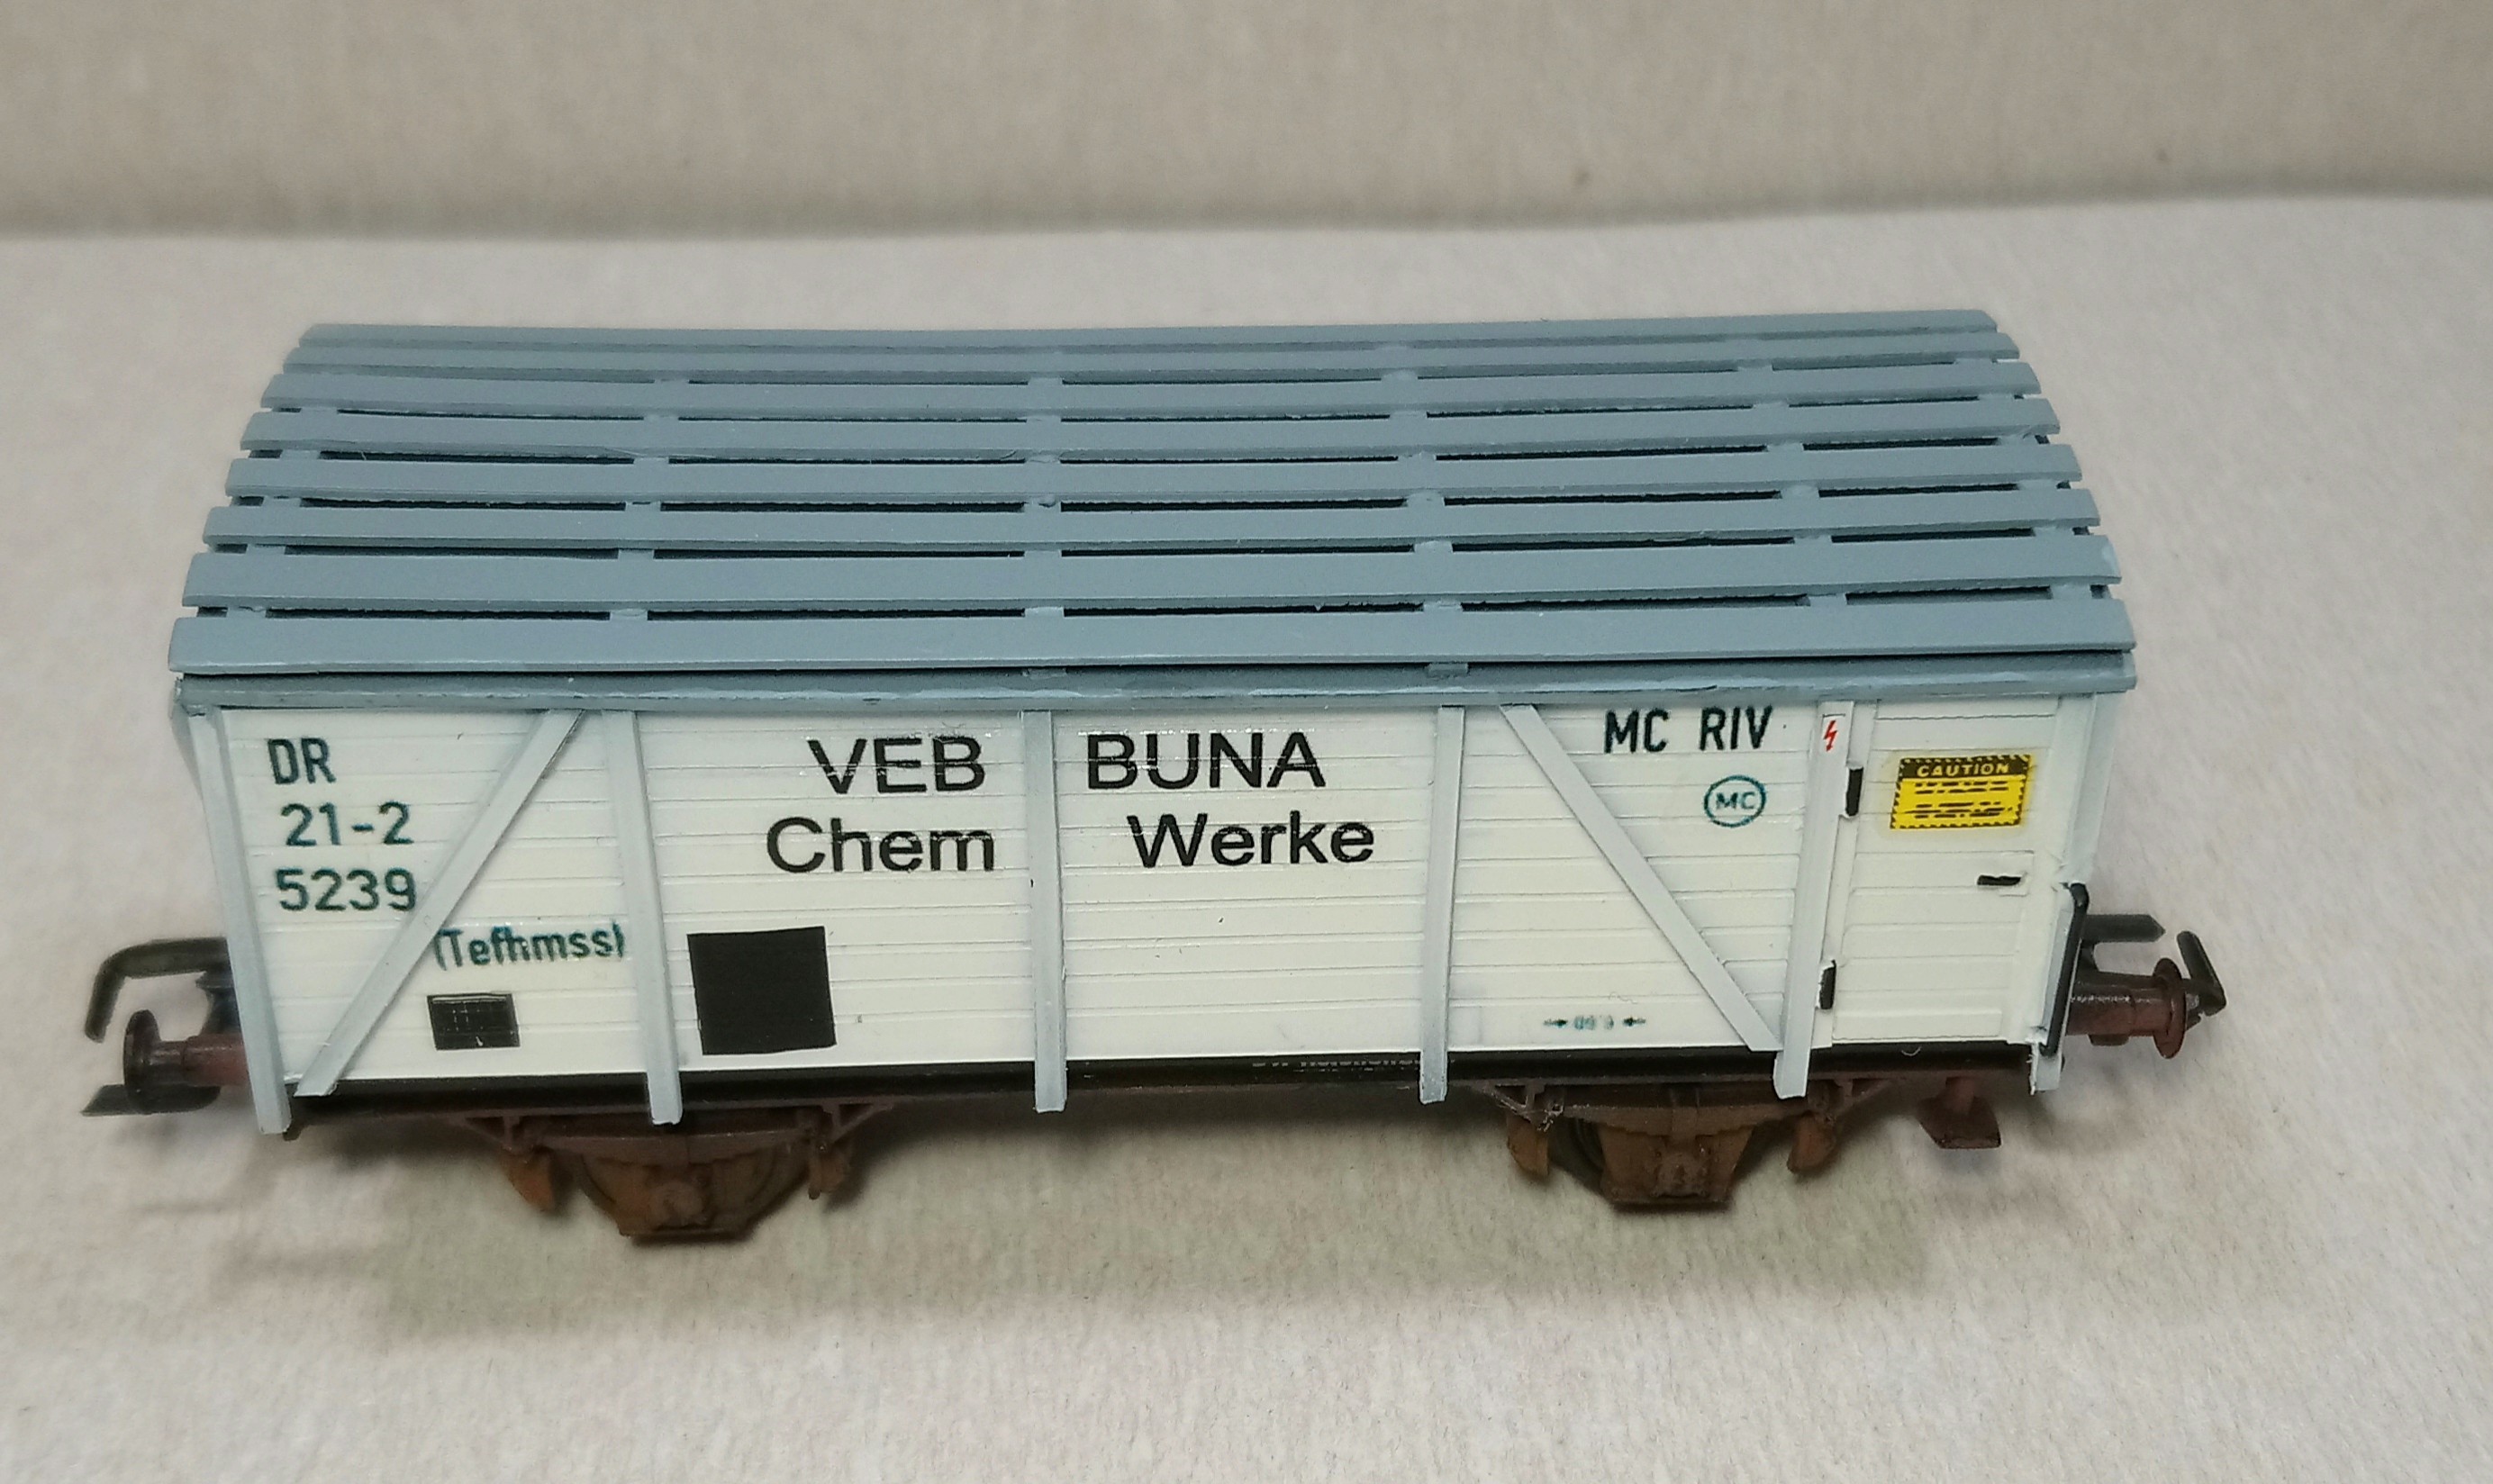 DR
21-2
5239
(Tefhmss)
VEB BUNA
Chem Werke
MC RIV
MC
CAUTION